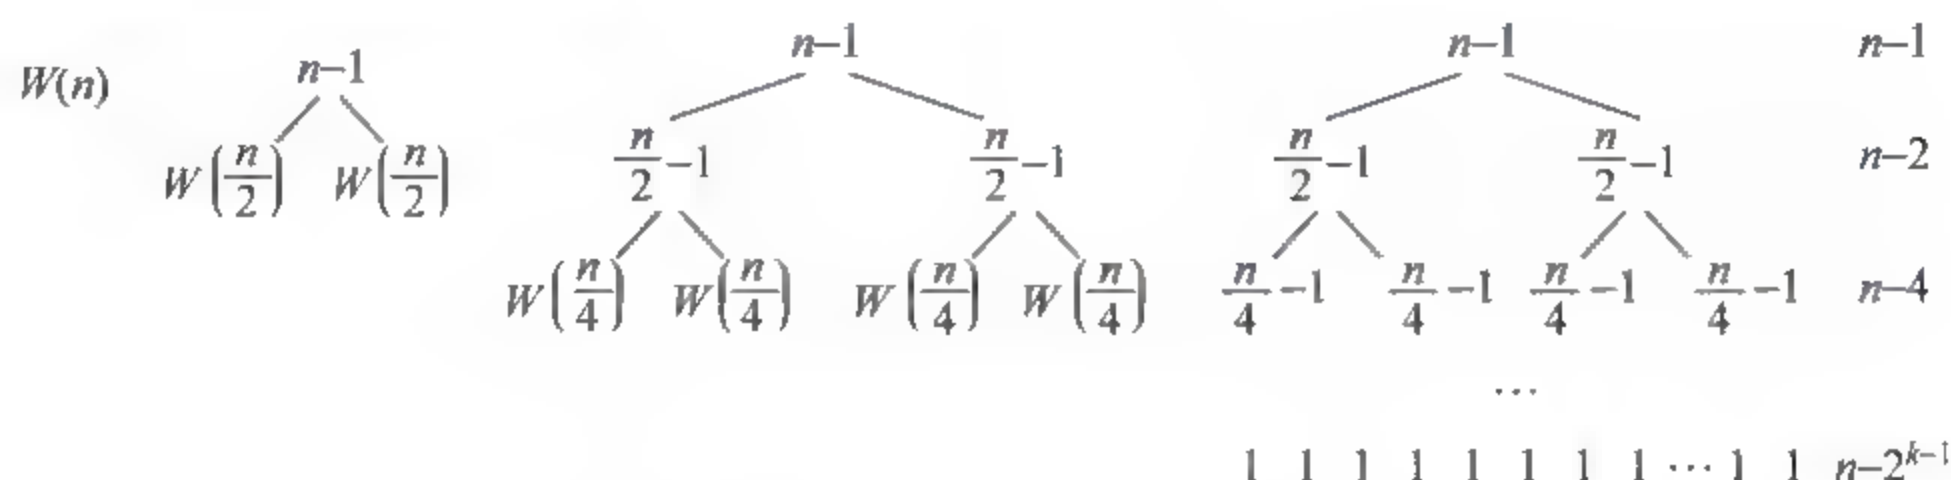 W(n)
n–1
W(n/2) W(n/2)
n–1
n/2 –1 n/2 –1
W(n/4) W(n/4) W(n/4) W(n/4)
n–1 n–1
n/2 –1 n/2 –1 n–2
n/4 –1 n/4 –1 n/4 –1 n/4 –1 n–4
...
1 1 1 1 1 1 1 1 ... 1 1 n–2^{k–1}